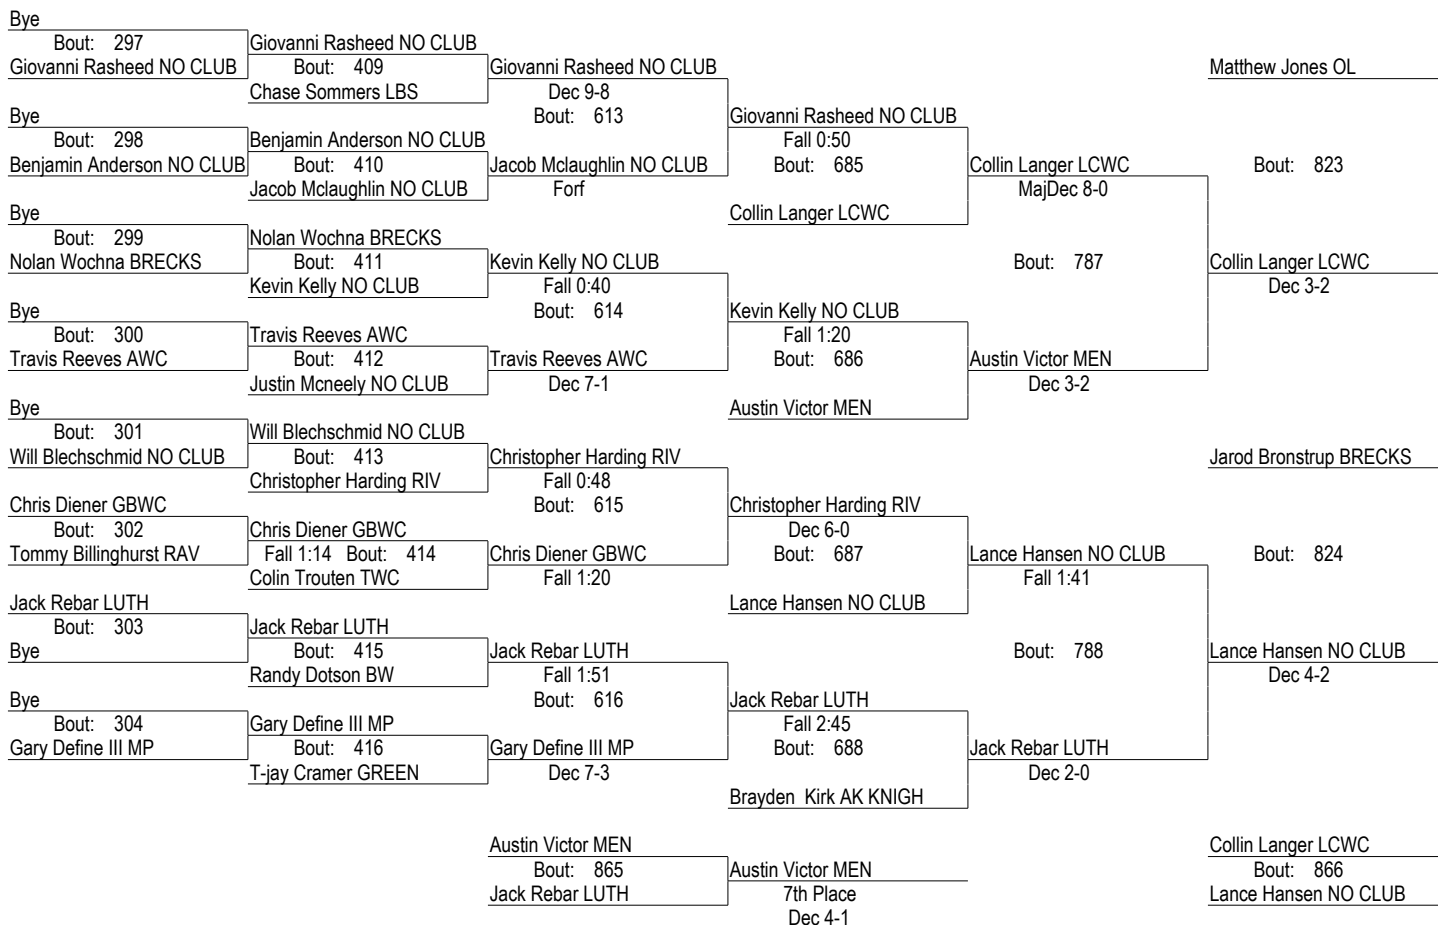 Bye
Bout: 297
Giovanni Rasheed NO CLUB
Bye
Bout: 298
Benjamin Anderson NO CLUB
Bye
Bout: 299
Nolan Wochna BRECKS
Bye
Bout: 300
Travis Reeves AWC
Bye
Bout: 301
Will Blechschmid NO CLUB
Chris Diener GBWC
Bout: 302
Tommy Billinghurst RAV
Jack Rebar LUTH
Bout: 303
Bye
Bye
Bout: 304
Gary Define III MP
Giovanni Rasheed NO CLUB
Bout: 409
Chase Sommers LBS
Benjamin Anderson NO CLUB
Bout: 410
Jacob Mclaughlin NO CLUB
Nolan Wochna BRECKS
Bout: 411
Kevin Kelly NO CLUB
Travis Reeves AWC
Bout: 412
Justin Mcneely NO CLUB
Will Blechschmid NO CLUB
Bout: 413
Christopher Harding RIV
Chris Diener GBWC
Fall 1:14 Bout: 414
Colin Trouten TWC
Jack Rebar LUTH
Bout: 415
Randy Dotson BW
Gary Define III MP
Bout: 416
T-jay Cramer GREEN
Giovanni Rasheed NO CLUB
Dec 9-8
Bout: 613
Jacob Mclaughlin NO CLUB
Forf
Kevin Kelly NO CLUB
Fall 0:40
Bout: 614
Travis Reeves AWC
Dec 7-1
Christopher Harding RIV
Fall 0:48
Bout: 615
Chris Diener GBWC
Fall 1:20
Jack Rebar LUTH
Fall 1:51
Bout: 616
Gary Define III MP
Dec 7-3
Giovanni Rasheed NO CLUB
Fall 0:50
Bout: 685
Collin Langer LCWC
Kevin Kelly NO CLUB
Fall 1:20
Bout: 686
Austin Victor MEN
Christopher Harding RIV
Dec 6-0
Bout: 687
Lance Hansen NO CLUB
Jack Rebar LUTH
Fall 2:45
Bout: 688
Brayden Kirk AK KNIGH
Collin Langer LCWC
MajDec 8-0
Bout: 787
Austin Victor MEN
Dec 3-2
Lance Hansen NO CLUB
Fall 1:41
Bout: 788
Jack Rebar LUTH
Dec 2-0
Matthew Jones OL
Bout: 823
Collin Langer LCWC
Dec 3-2
Jarod Bronstrup BRECKS
Bout: 824
Lance Hansen NO CLUB
Dec 4-2
Austin Victor MEN
Bout: 865
Jack Rebar LUTH
Austin Victor MEN
7th Place
Dec 4-1
Collin Langer LCWC
Bout: 866
Lance Hansen NO CLUB